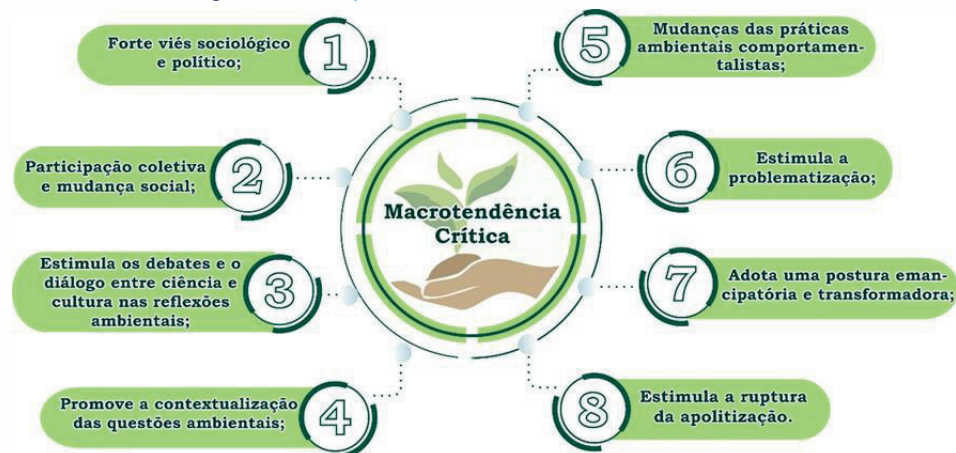 Forte viés sociológico
e político;
1
Participação coletiva
e mudança social;
2
Estimula os debates e o
diálogo entre ciência e
cultura nas reflexões
ambientais;
3
Promove a contextualização
das questões ambientais;
4
Macrotendência
Crítica
5
Mudanças das práticas
ambientais comportamen-
talistas;
6
Estimula a
problematização;
7
Adota uma postura eman-
cipatória e transformadora;
8
Estimula a ruptura
da apolitização.